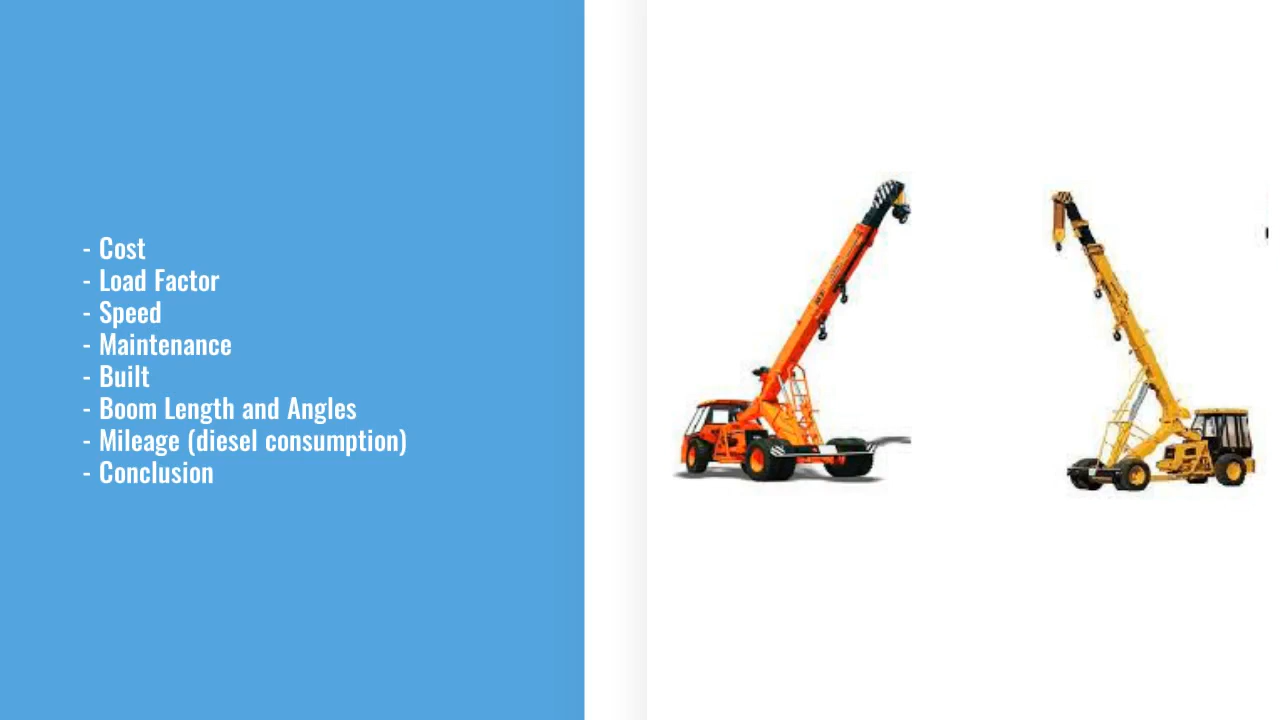 - Cost
- Load Factor
- Speed
- Maintenance
- Built
- Boom Length and Angles
- Mileage (diesel consumption)
- Conclusion